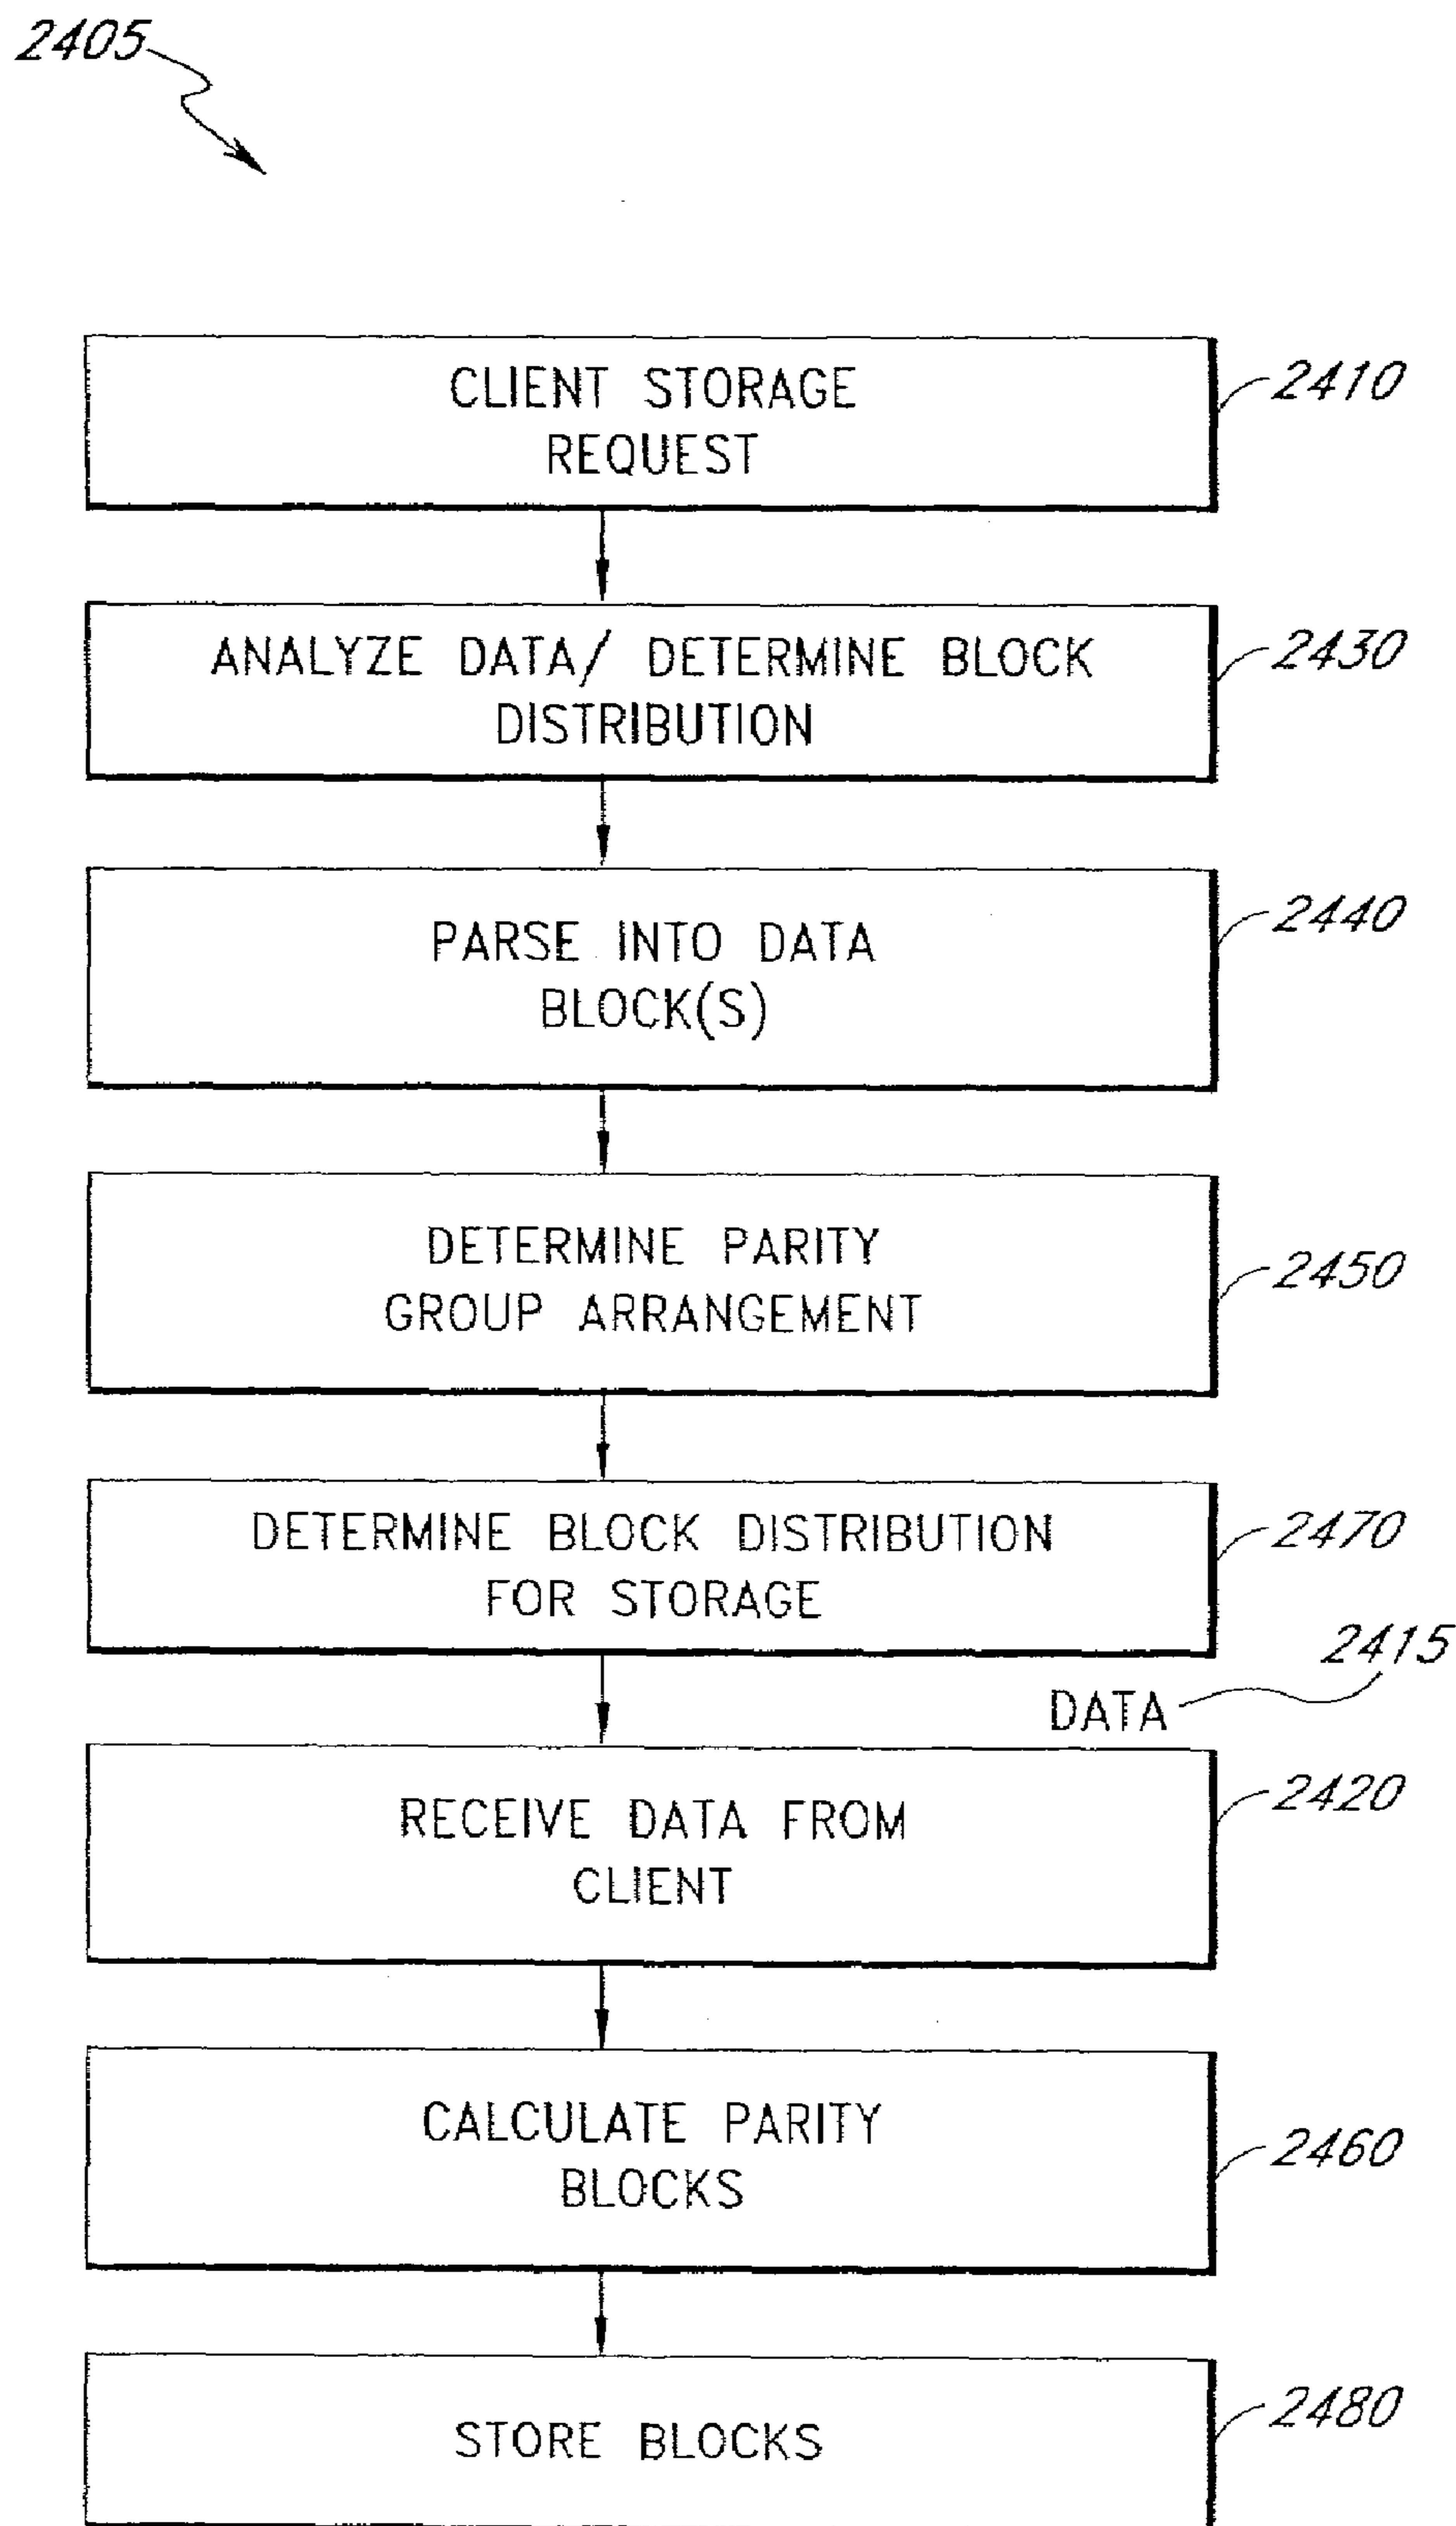 2405
CLIENT STORAGE
REQUEST
2410
ANALYZE DATA/ DETERMINE BLOCK
DISTRIBUTION
2430
PARSE INTO DATA
BLOCK(S)
2440
DETERMINE PARITY
GROUP ARRANGEMENT
2450
DETERMINE BLOCK DISTRIBUTION
FOR STORAGE
2470
2415
DATA
RECEIVE DATA FROM
CLIENT
2420
CALCULATE PARITY
BLOCKS
2460
STORE BLOCKS
2480